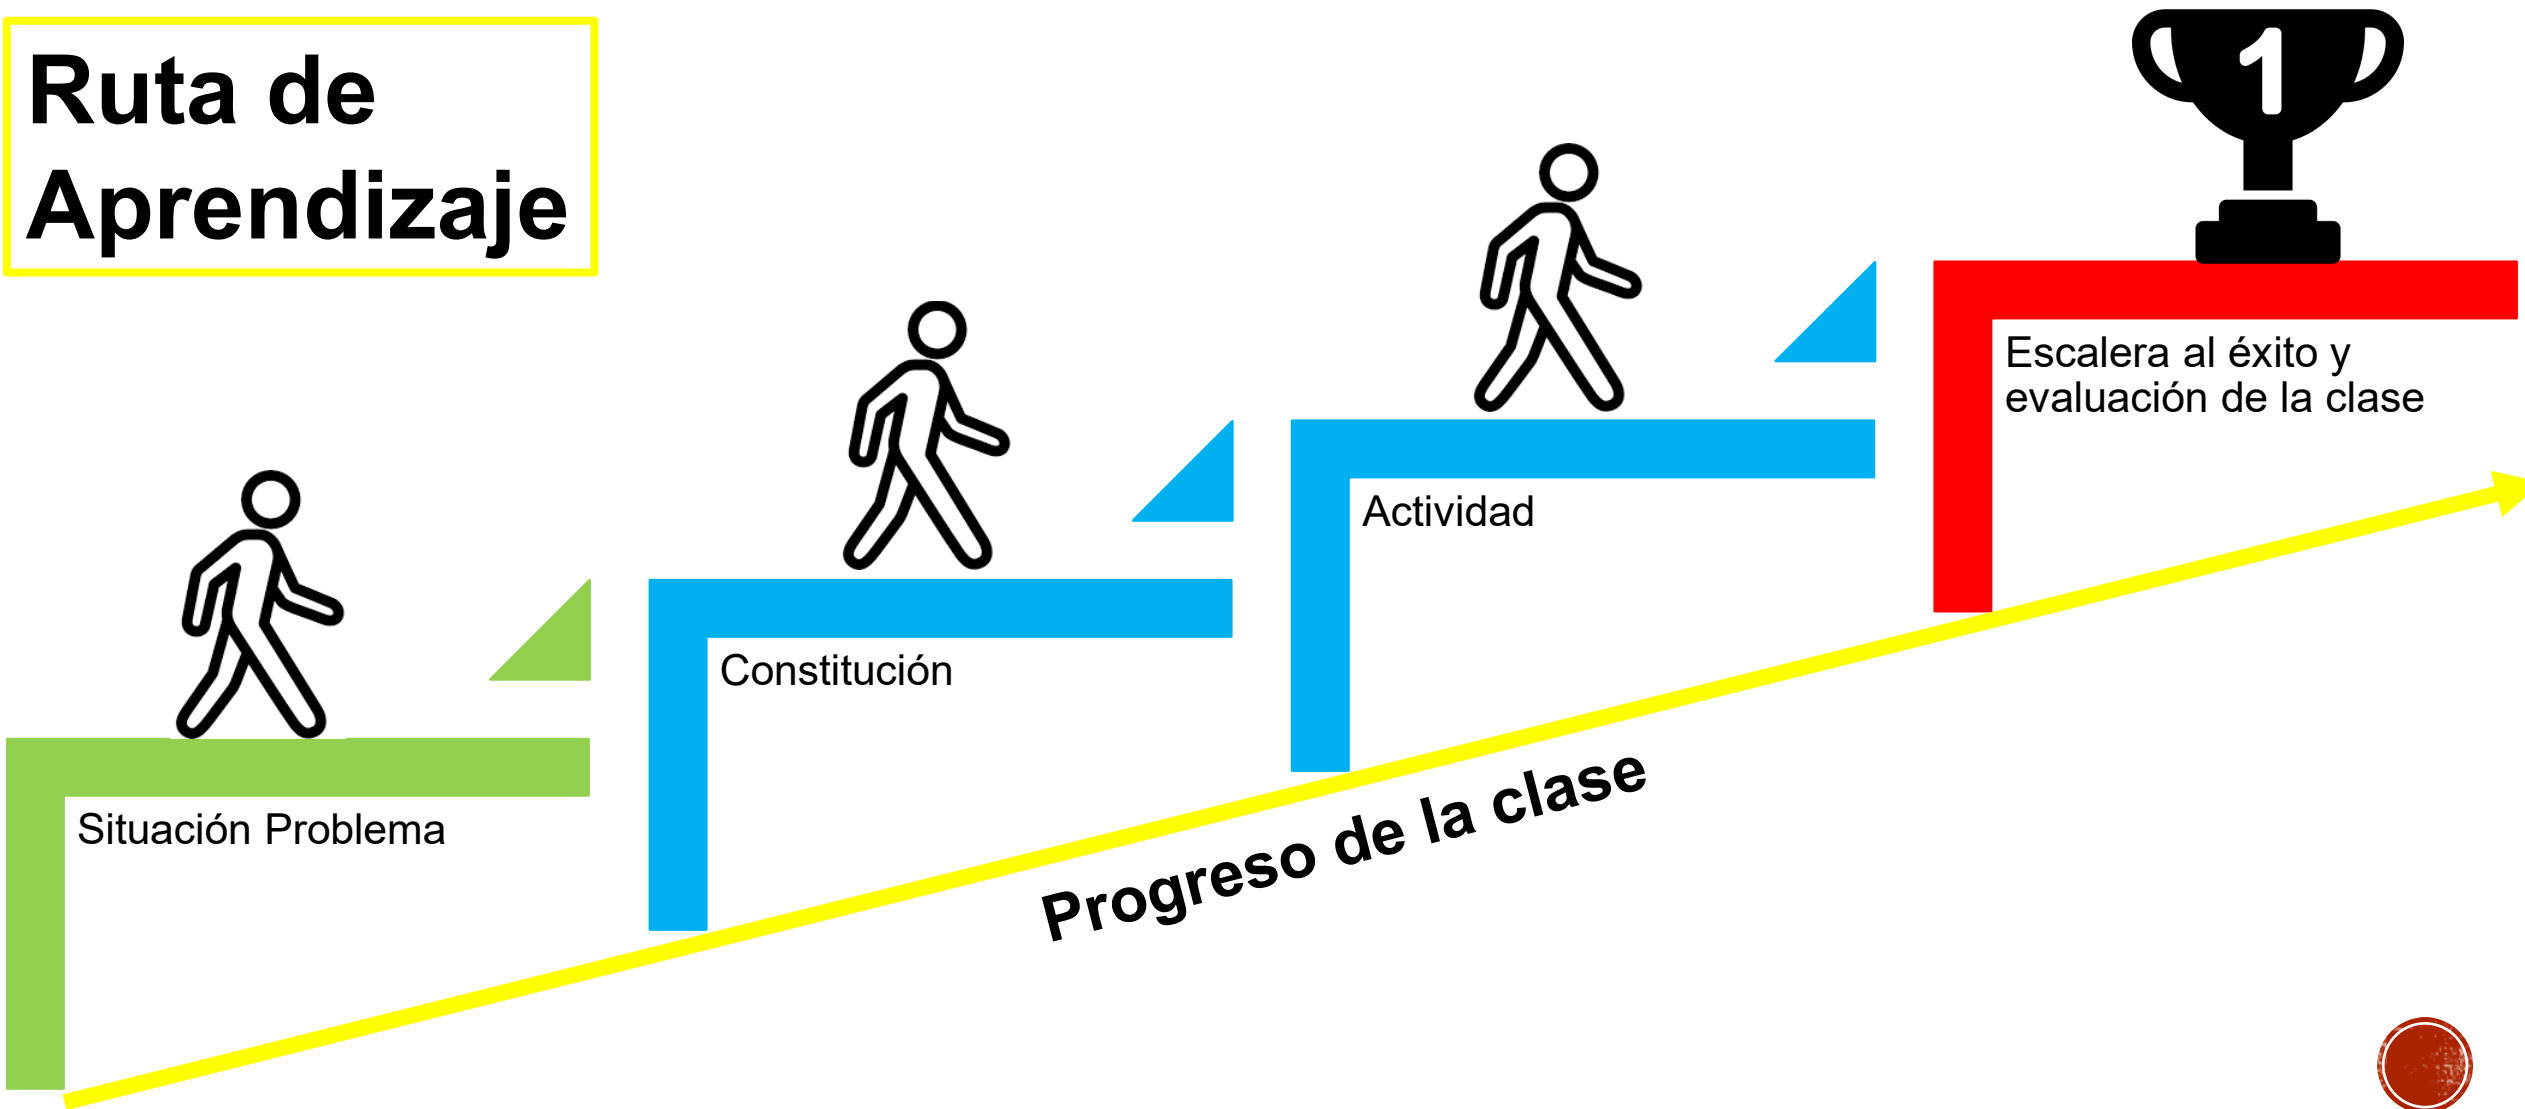 Ruta de
Aprendizaje
1
Escalera al éxito y
evaluación de la clase
Actividad
Constitución
Situación Problema
Progreso de la clase